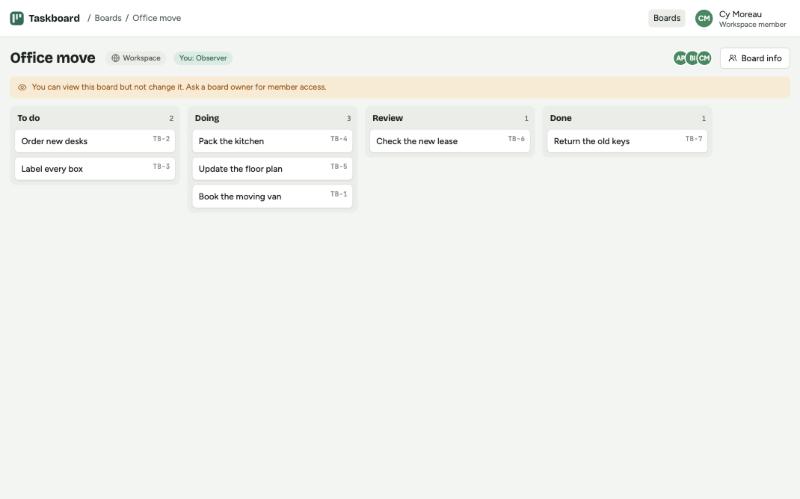 Taskboard / Boards / Office move
Boards
CM
Cy Moreau
Workspace member
Office move
Workspace
You: Observer
CM
Board info
You can view this board but not change it. Ask a board owner for member access.
To do 2
Order new desks TB-2
Label every box TB-3
Doing 3
Pack the kitchen TB-4
Update the floor plan TB-5
Book the moving van TB-1
Review 1
Check the new lease TB-6
Done 1
Return the old keys TB-7